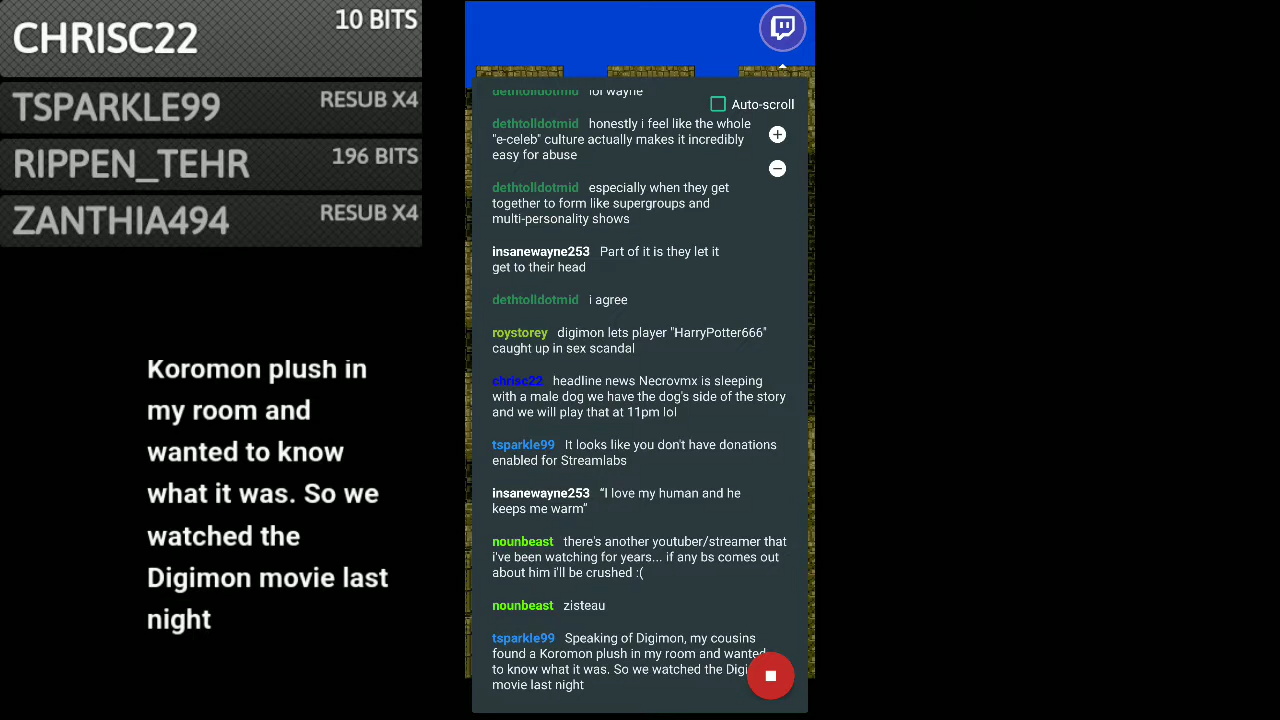 CHRISC22
10 BITS
TSPARKLE99
RESUB X4
RIPPEN_TEHR
196 BITS
ZANTHIA494
RESUB X4
Koromon plush in
my room and
wanted to know
what it was. So we
watched the
Digimon movie last
night
dethtolldotmid lol wayne
Auto-scroll
dethtolldotmid honestly i feel like the whole
"e-celeb" culture actually makes it incredibly
easy for abuse
dethtolldotmid especially when they get
together to form like supergroups and
multi-personality shows
insanewayne253 Part of it is they let it
get to their head
dethtolldotmid i agree
roystorey digimon lets player "HarryPotter666"
caught up in sex scandal
chrisc22 headline news Necrovmx is sleeping
with a male dog we have the dog's side of the story
and we will play that at 11pm lol
tsparkle99 It looks like you don't have donations
enabled for Streamlabs
insanewayne253 “I love my human and he
keeps me warm”
nounbeast there's another youtuber/streamer that
i've been watching for years... if any bs comes out
about him i'll be crushed :(
nounbeast zisteau
tsparkle99 Speaking of Digimon, my cousins
found a Koromon plush in my room and wanted
to know what it was. So we watched the Digi
movie last night